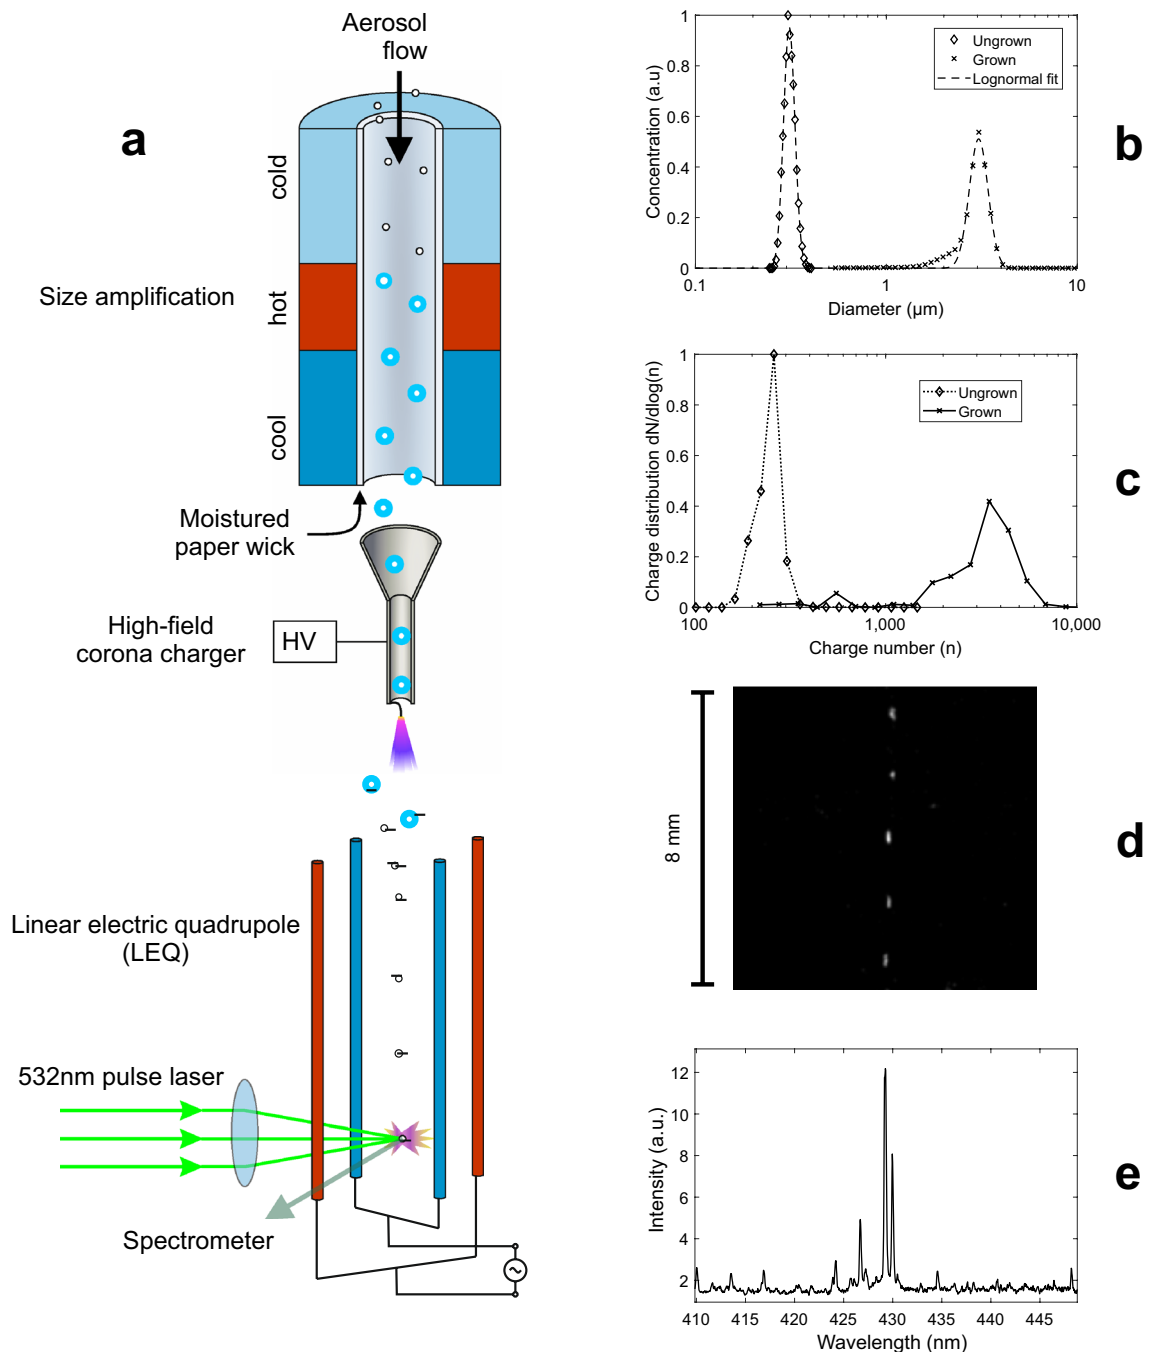 a
Aerosol
flow
cold
hot
cool
Size amplification
Moistured
paper wick
High-field
corona charger
HV
Linear electric quadrupole
(LEQ)
532nm pulse laser
Spectrometer
b
Concentration (a.u)
1
0.8
0.6
0.4
0.2
0
0.1
1
10
Diameter (µm)
Ungrown
Grown
Lognormal fit
c
Charge distribution dN/dlog(n)
1
0.8
0.6
0.4
0.2
0
100
1,000
10,000
Charge number (n)
Ungrown
Grown
d
8 mm
e
Intensity (a.u.)
12
10
8
6
4
2
410 415 420 425 430 435 440 445
Wavelength (nm)